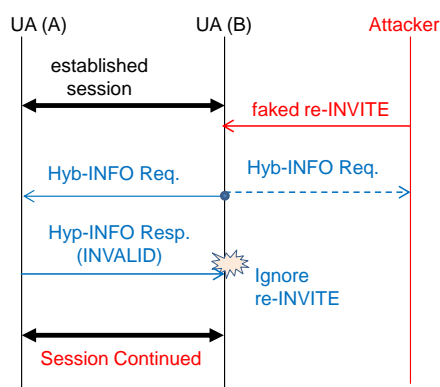 UA (A)
UA (B)
Attacker
established
session
faked re-INVITE
Hyb-INFO Req.
Hyb-INFO Req.
Hyp-INFO Resp.
(INVALID)
Ignore
re-INVITE
Session Continued